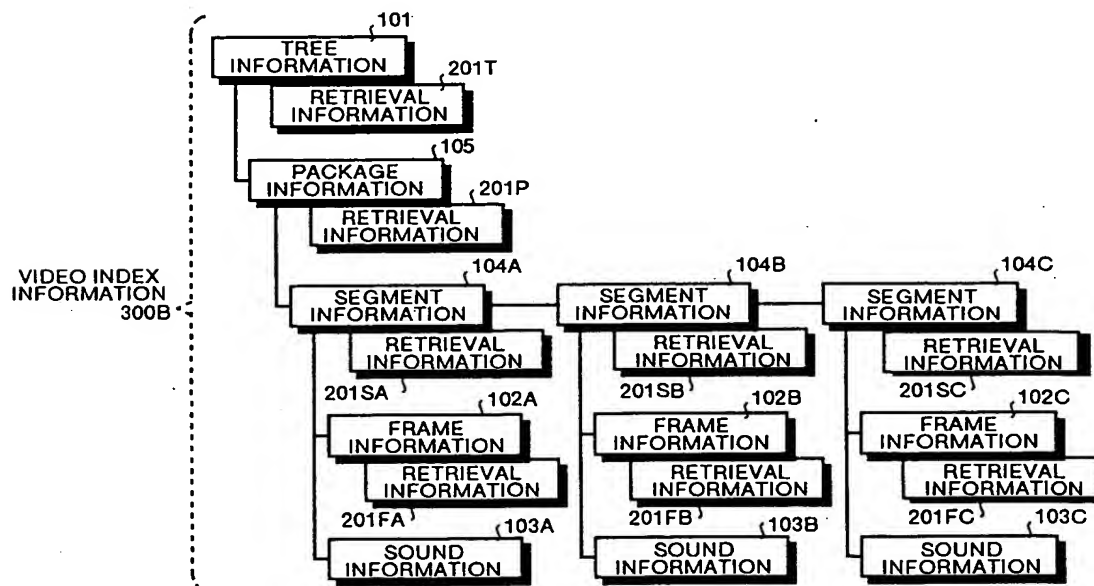 101
TREE
INFORMATION
201T
RETRIEVAL
INFORMATION
105
PACKAGE
INFORMATION
201P
RETRIEVAL
INFORMATION
VIDEO INDEX
INFORMATION
300B
104A
SEGMENT
INFORMATION
104B
SEGMENT
INFORMATION
104C
SEGMENT
INFORMATION
RETRIEVAL
INFORMATION
201SA
RETRIEVAL
INFORMATION
201SB
RETRIEVAL
INFORMATION
201SC
102A
FRAME
INFORMATION
102B
FRAME
INFORMATION
102C
FRAME
INFORMATION
RETRIEVAL
INFORMATION
201FA
RETRIEVAL
INFORMATION
201FB
RETRIEVAL
INFORMATION
201FC
103A
SOUND
INFORMATION
103B
SOUND
INFORMATION
103C
SOUND
INFORMATION